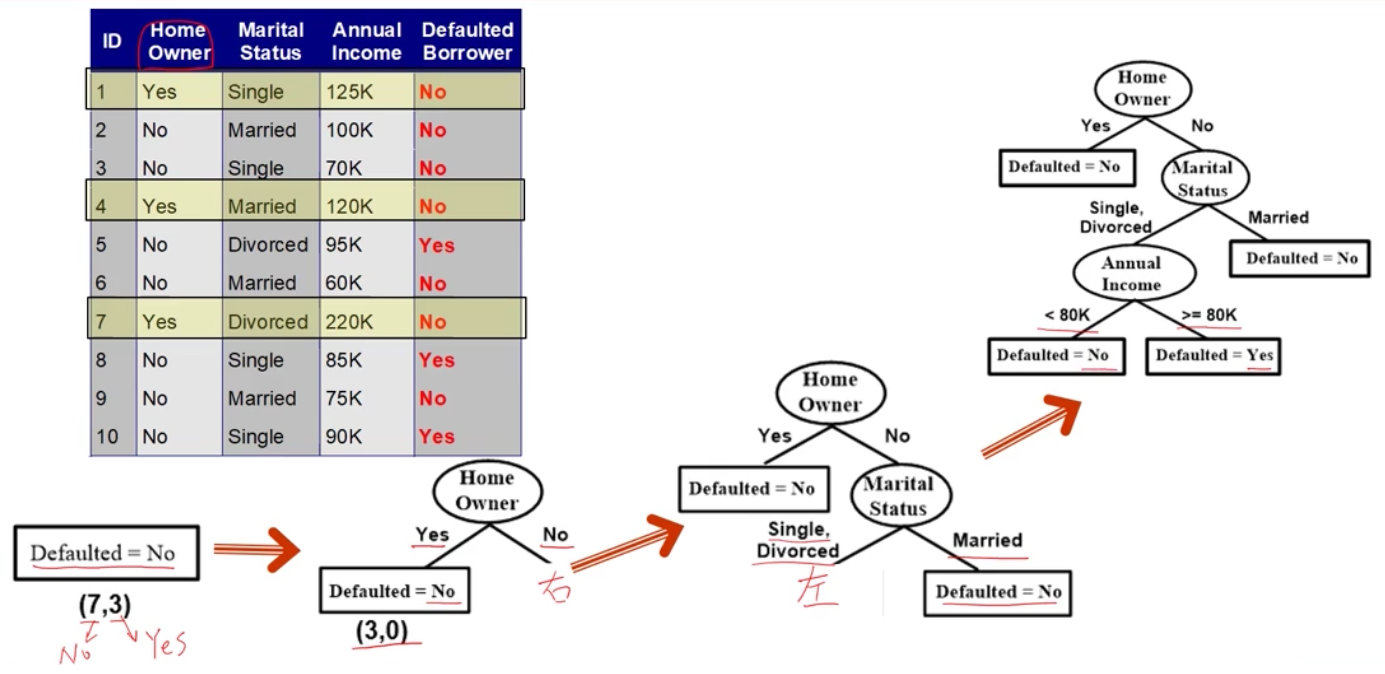 ID Home Owner Marital Status Annual Income Defaulted Borrower
1 Yes Single 125K No
2 No Married 100K No
3 No Single 70K No
4 Yes Married 120K No
5 No Divorced 95K Yes
6 No Married 60K No
7 Yes Divorced 220K No
8 No Single 85K Yes
9 No Married 75K No
10 No Single 90K Yes
Defaulted = No
(7,3)
No Yes
Home
Owner
Yes No
Defaulted = No
右
(3,0)
Home
Owner
Yes No
Defaulted = No
Marital
Status
Single,
Divorced
Married
左
Defaulted = No
Home
Owner
Yes No
Defaulted = No
Marital
Status
Single,
Divorced
Married
Defaulted = No
Annual
Income
< 80K >= 80K
Defaulted = No
Defaulted = Yes